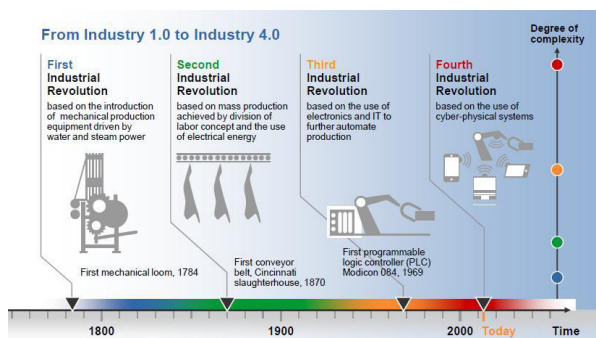 From Industry 1.0 to Industry 4.0
Degree of
complexity
First
Industrial
Revolution
based on the introduction
of mechanical production
equipment driven by
water and steam power
Second
Industrial
Revolution
based on mass production
achieved by division of
labor concept and the use
of electrical energy
Third
Industrial
Revolution
based on the use of
electronics and IT to
further automate
production
Fourth
Industrial
Revolution
based on the use of
cyber-physical systems
First mechanical loom, 1784
First conveyor
belt, Cincinnati
slaughterhouse, 1870
First programmable
logic controller (PLC)
Modicon 084, 1969
1800
1900
2000
Today
Time